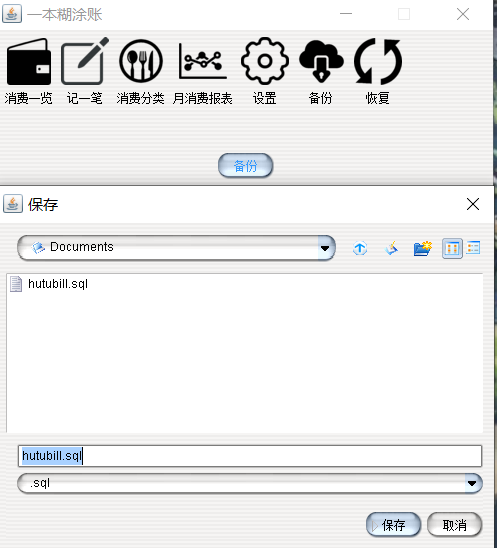 一本糊涂账
消费一览 记一笔 消费分类 月消费报表 设置 备份 恢复
备份
保存
Documents
hutubill.sql
hutubill.sql
.sql
保存 取消